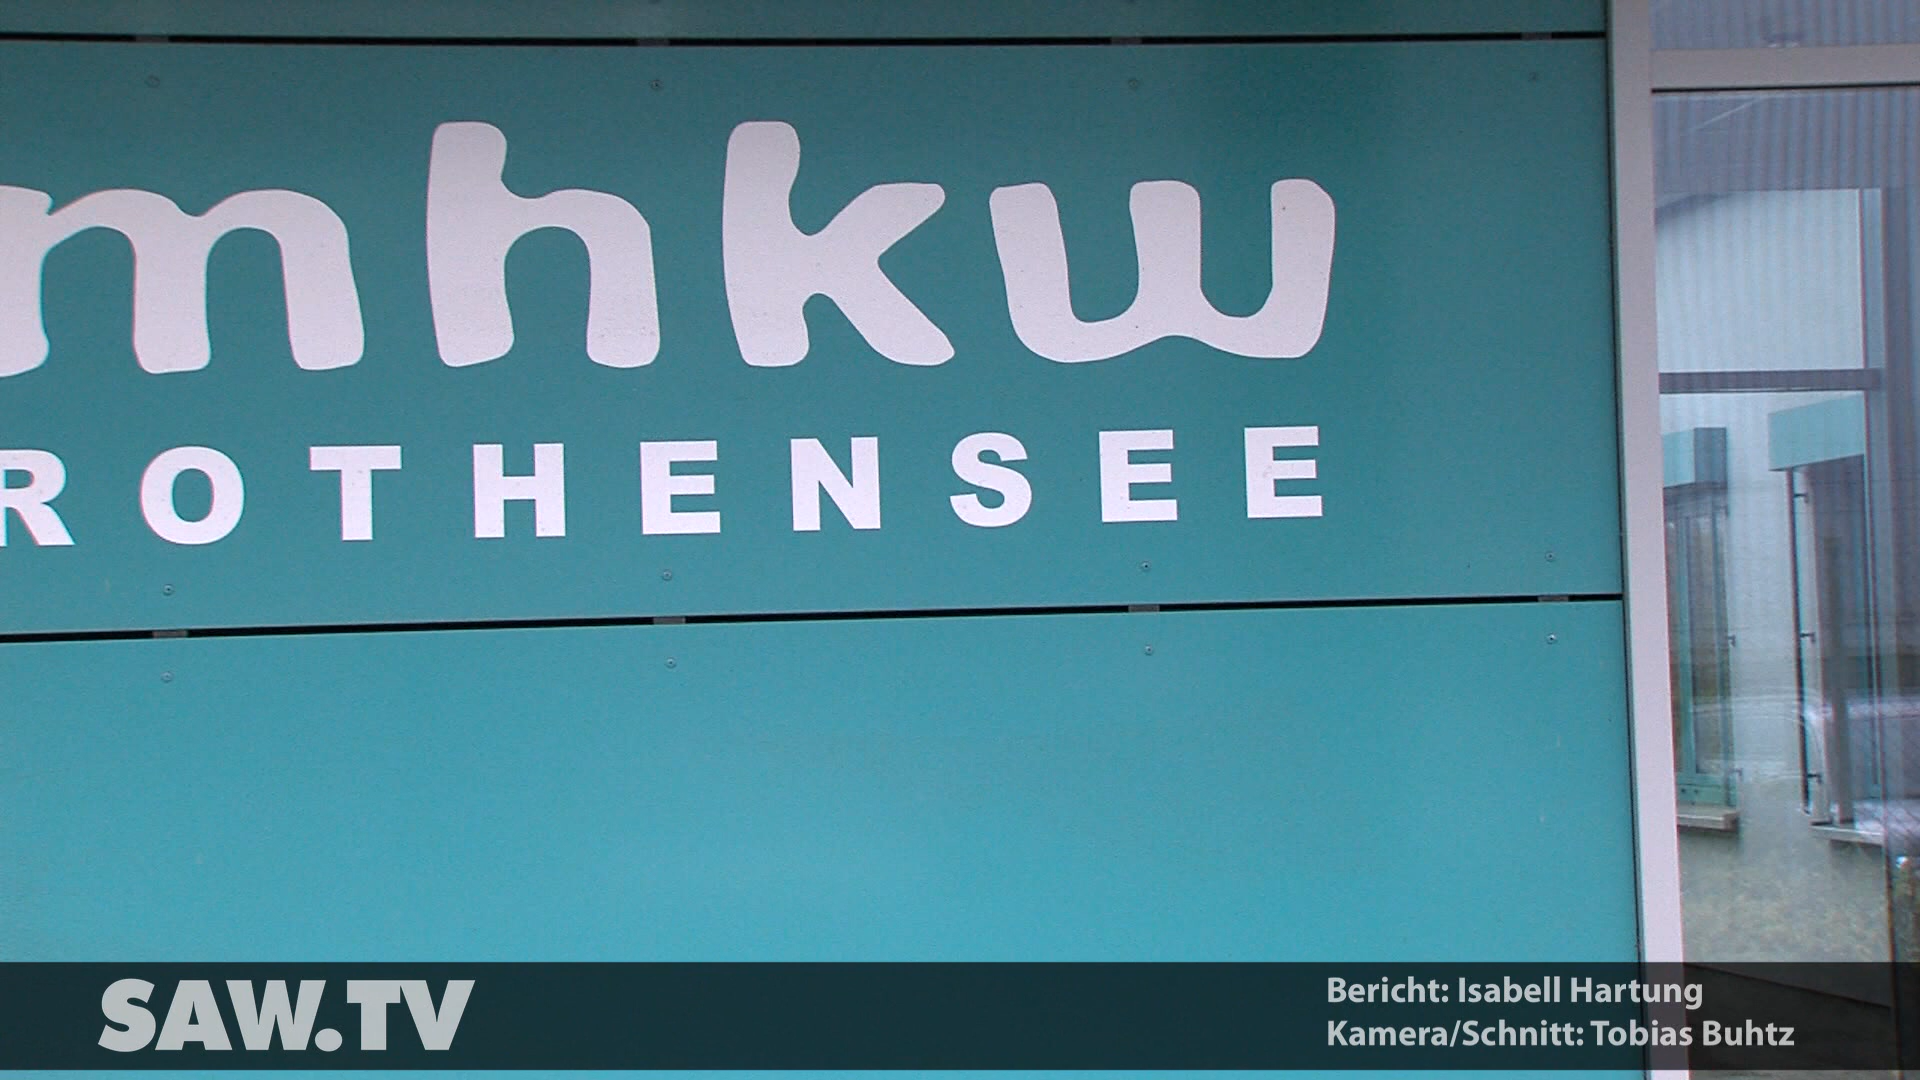 mhkw
ROTHENSEE
SAW.TV
Bericht: Isabell Hartung
Kamera/Schnitt: Tobias Buhtz